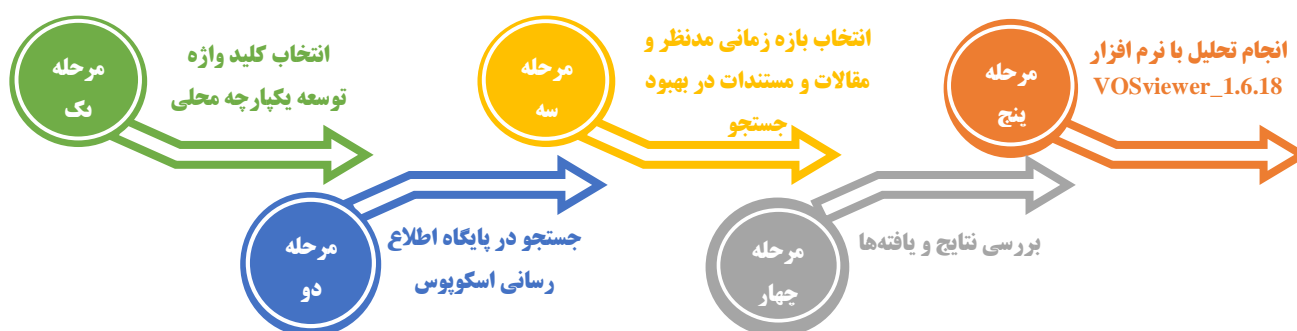 مرحله
یک
انتخاب کلید واژه
توسعه یکپارچه محلی
مرحله
دو
جستجو در پایگاه اطلاع
رسانی اسکوپوس
مرحله
سه
انتخاب بازه زمانی مدنظر و
مقالات و مستندات در بهبود
جستجو
مرحله
چهار
بررسی نتایج و یافته‌ها
مرحله
پنج
انجام تحلیل با نرم افزار
VOSviewer_1.6.18